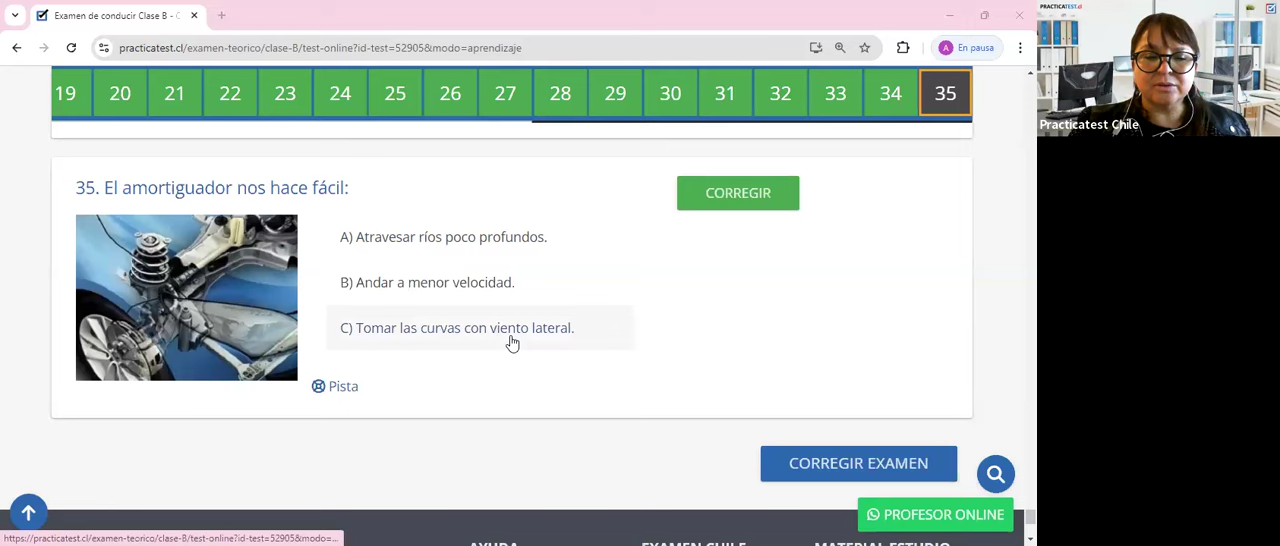 Examen de conducir Clase B - C
practicatest.cl/examen-teorico/clase-B/test-online?id-test=52905&modo=aprendizaje
A En pausa
PRACTICATEST.cl
Practicatest Chile
19 20 21 22 23 24 25 26 27 28 29 30 31 32 33 34 35
35. El amortiguador nos hace fácil:
CORREGIR
A) Atravesar ríos poco profundos.
B) Andar a menor velocidad.
C) Tomar las curvas con viento lateral.
Pista
CORREGIR EXAMEN
PROFESOR ONLINE
https://practicatest.cl/examen-teorico/clase-B/test-online?id-test=52905&modo=...
AYUDA EXAMEN CHILE MATERIAL ESTUDIO